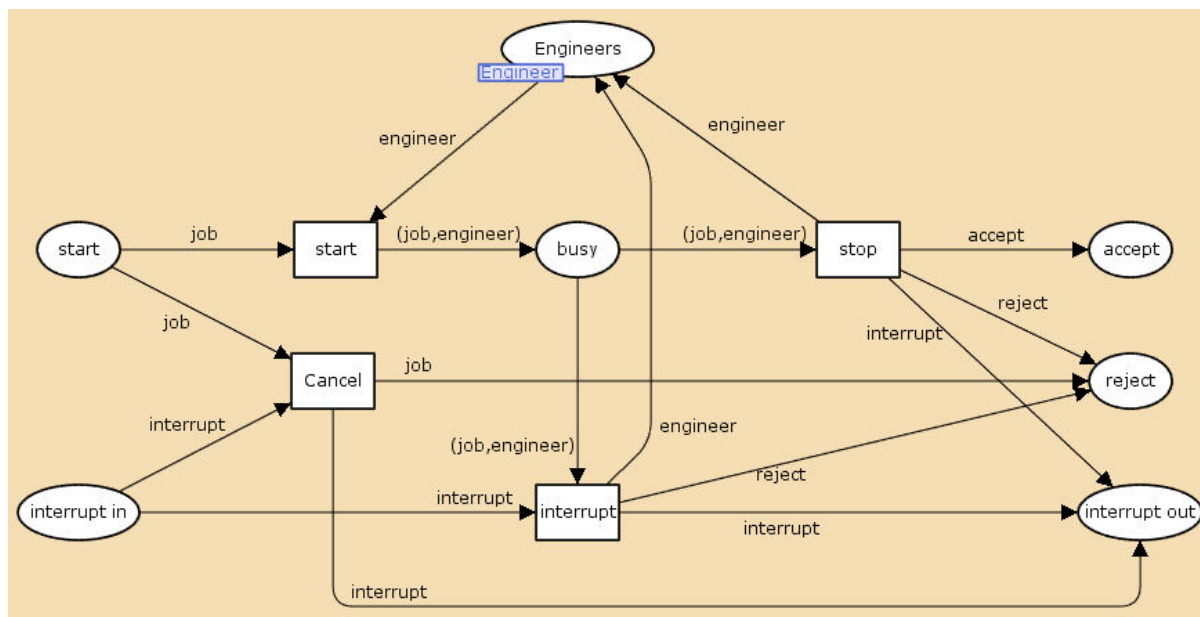 Engineers
Engineer
engineer
engineer
start
job
start
(job,engineer)
busy
(job,engineer)
stop
accept
accept
job
reject
interrupt
Cancel
job
reject
interrupt
engineer
(job,engineer)
reject
interrupt in
interrupt
interrupt
interrupt
interrupt out
interrupt